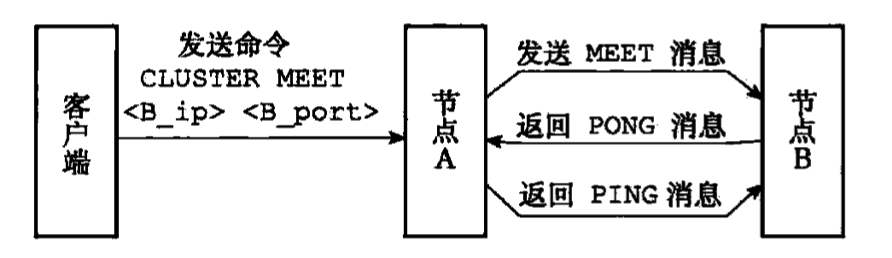 客户端
发送命令
CLUSTER MEET
<B_ip> <B_port>
节点A
发送 MEET 消息
返回 PONG 消息
返回 PING 消息
节点B